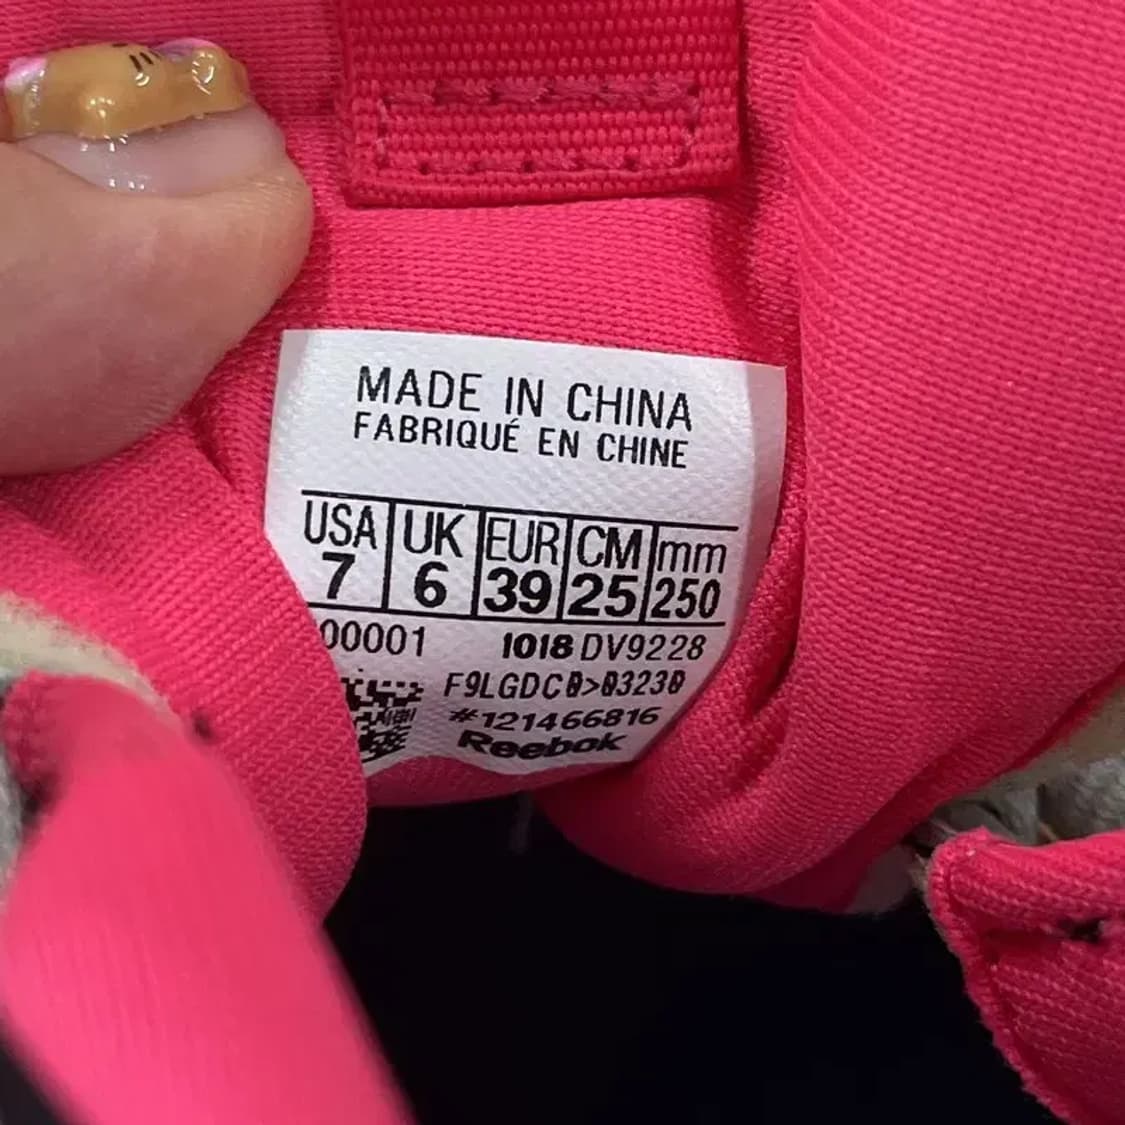 MADE IN CHINA
FABRIQUÉ EN CHINE
USA UK EUR CM mm
7 6 39 25 250
00001 1018 DV9228
F9LGDC0>03230
#121466816
Reebok